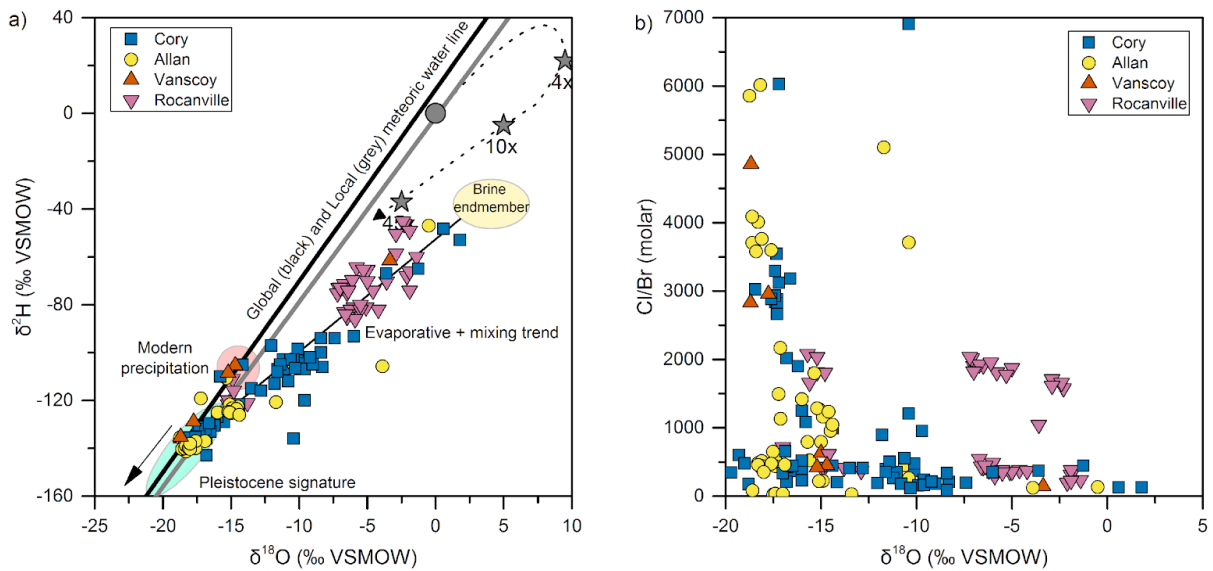 a)
Cory
Allan
Vanscoy
Rocanville
Global (black) and Local (grey) meteoric water line
4x
10x
45x
Brine
endmember
Evaporative + mixing trend
Modern
precipitation
Pleistocene signature
40
0
-40
-80
-120
-160
δ²H (‰ VSMOW)
-25 -20 -15 -10 -5 0 5 10
δ¹⁸O (‰ VSMOW)
b)
Cory
Allan
Vanscoy
Rocanville
7000
6000
5000
4000
3000
2000
1000
0
Cl/Br (molar)
-20 -15 -10 -5 0 5
δ¹⁸O (‰ VSMOW)